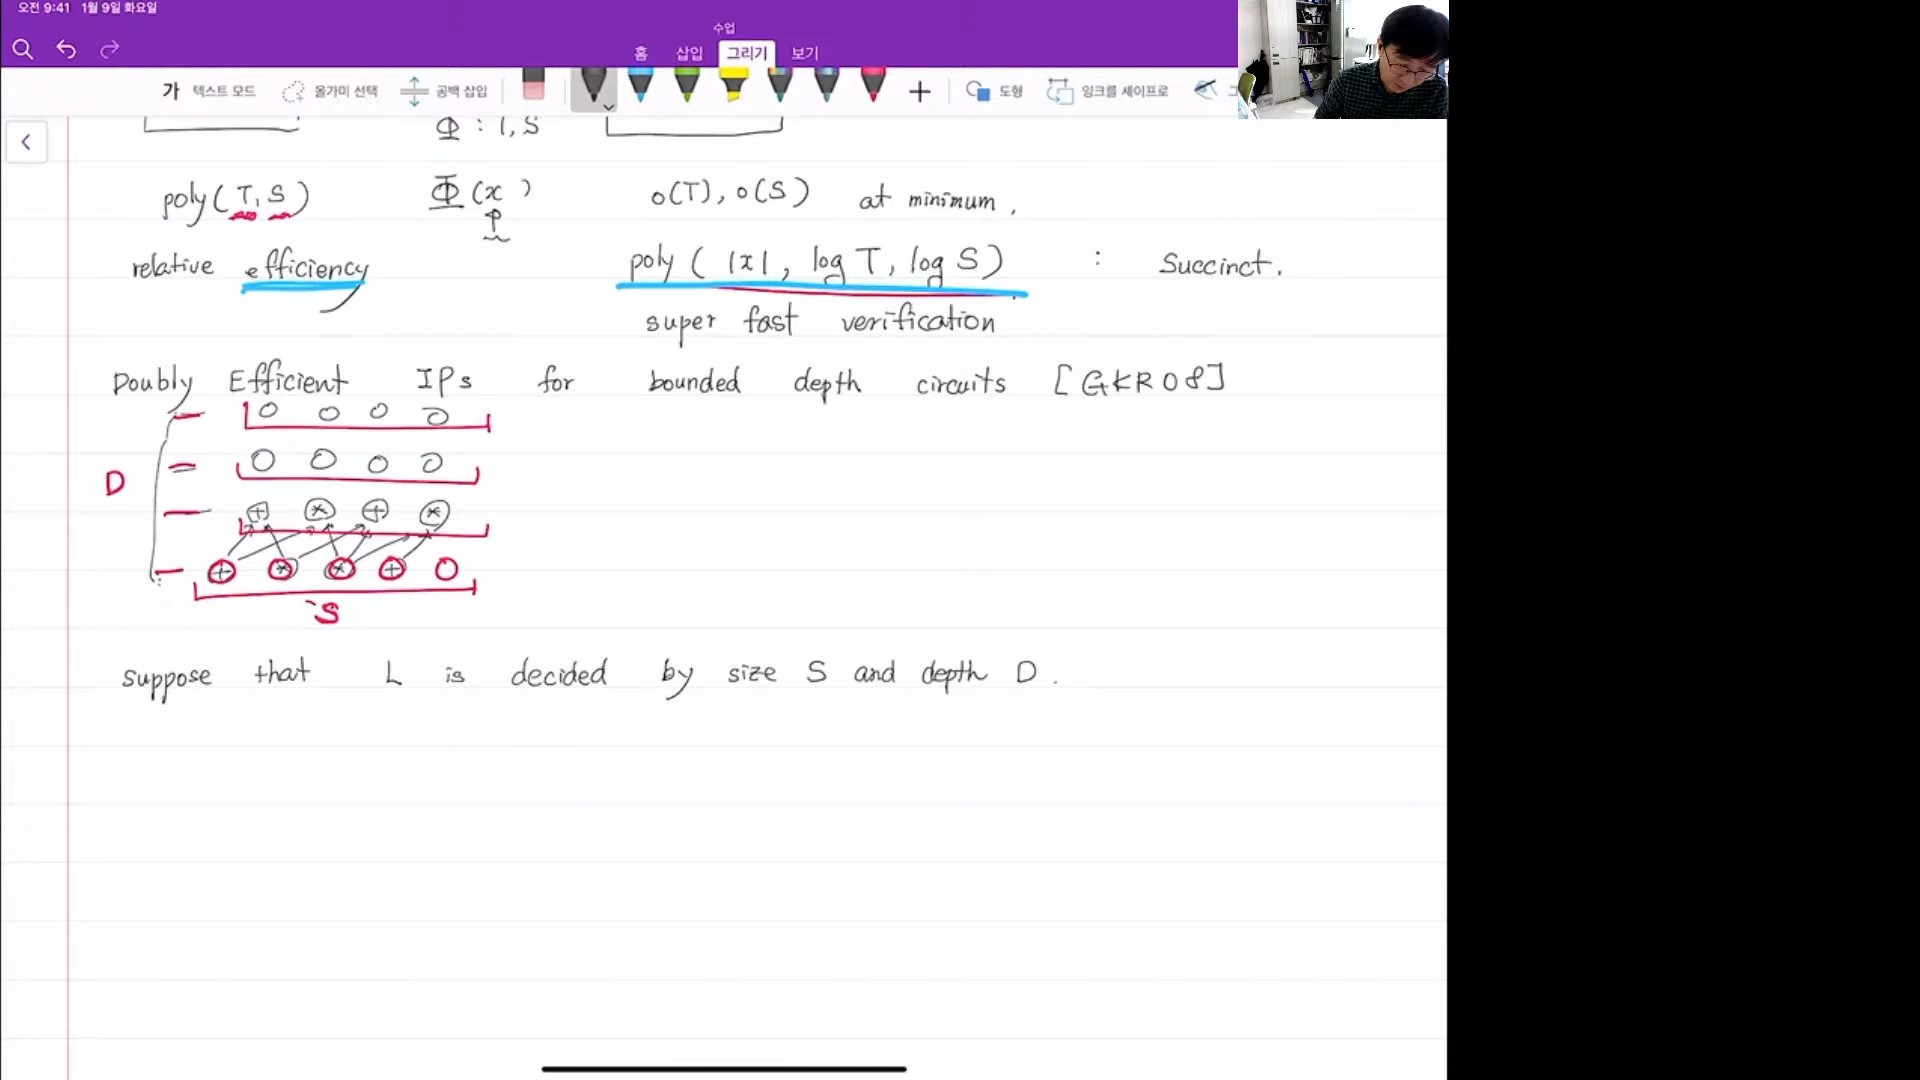 오전 9:41 1월 9일 화요일
수업
홈 삽입 그리기 보기
가 텍스트 모드 올가미 선택 공백 삽입 도형 잉크를 셰이프로
Φ : T, S
poly( T, S ) Φ(x) o(T), o(S) at minimum,
relative efficiency poly ( |x|, log T, log S ) : Succinct.
super fast verification
Doubly Efficient IPs for bounded depth circuits [GKR08]
D
S
suppose that L is decided by size S and depth D.